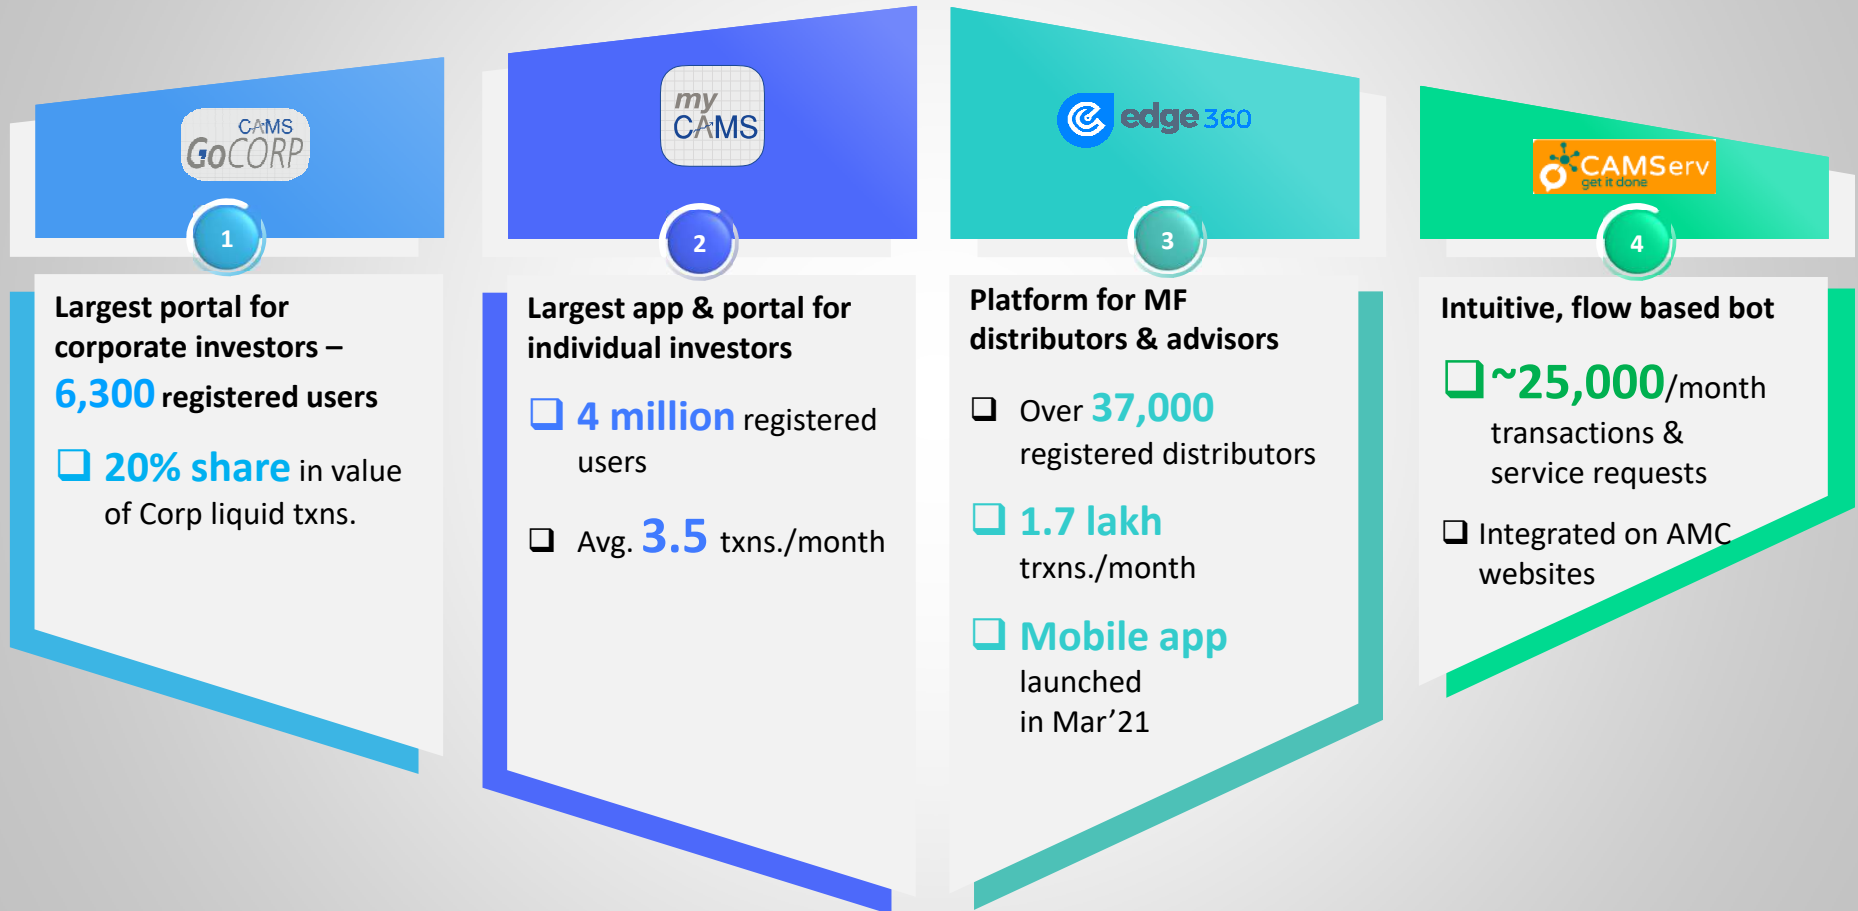 CAMS
GoCORP
1
Largest portal for
corporate investors –
6,300 registered users
❑ 20% share in value
of Corp liquid txns.
my
CAMS
2
Largest app & portal for
individual investors
❑ 4 million registered
users
❑ Avg. 3.5 txns./month
edge 360
3
Platform for MF
distributors & advisors
❑ Over 37,000
registered distributors
❑ 1.7 lakh
trxns./month
❑ Mobile app
launched
in Mar’21
CAMServ
get it done
4
Intuitive, flow based bot
❑ ~25,000/month
transactions &
service requests
❑ Integrated on AMC
websites